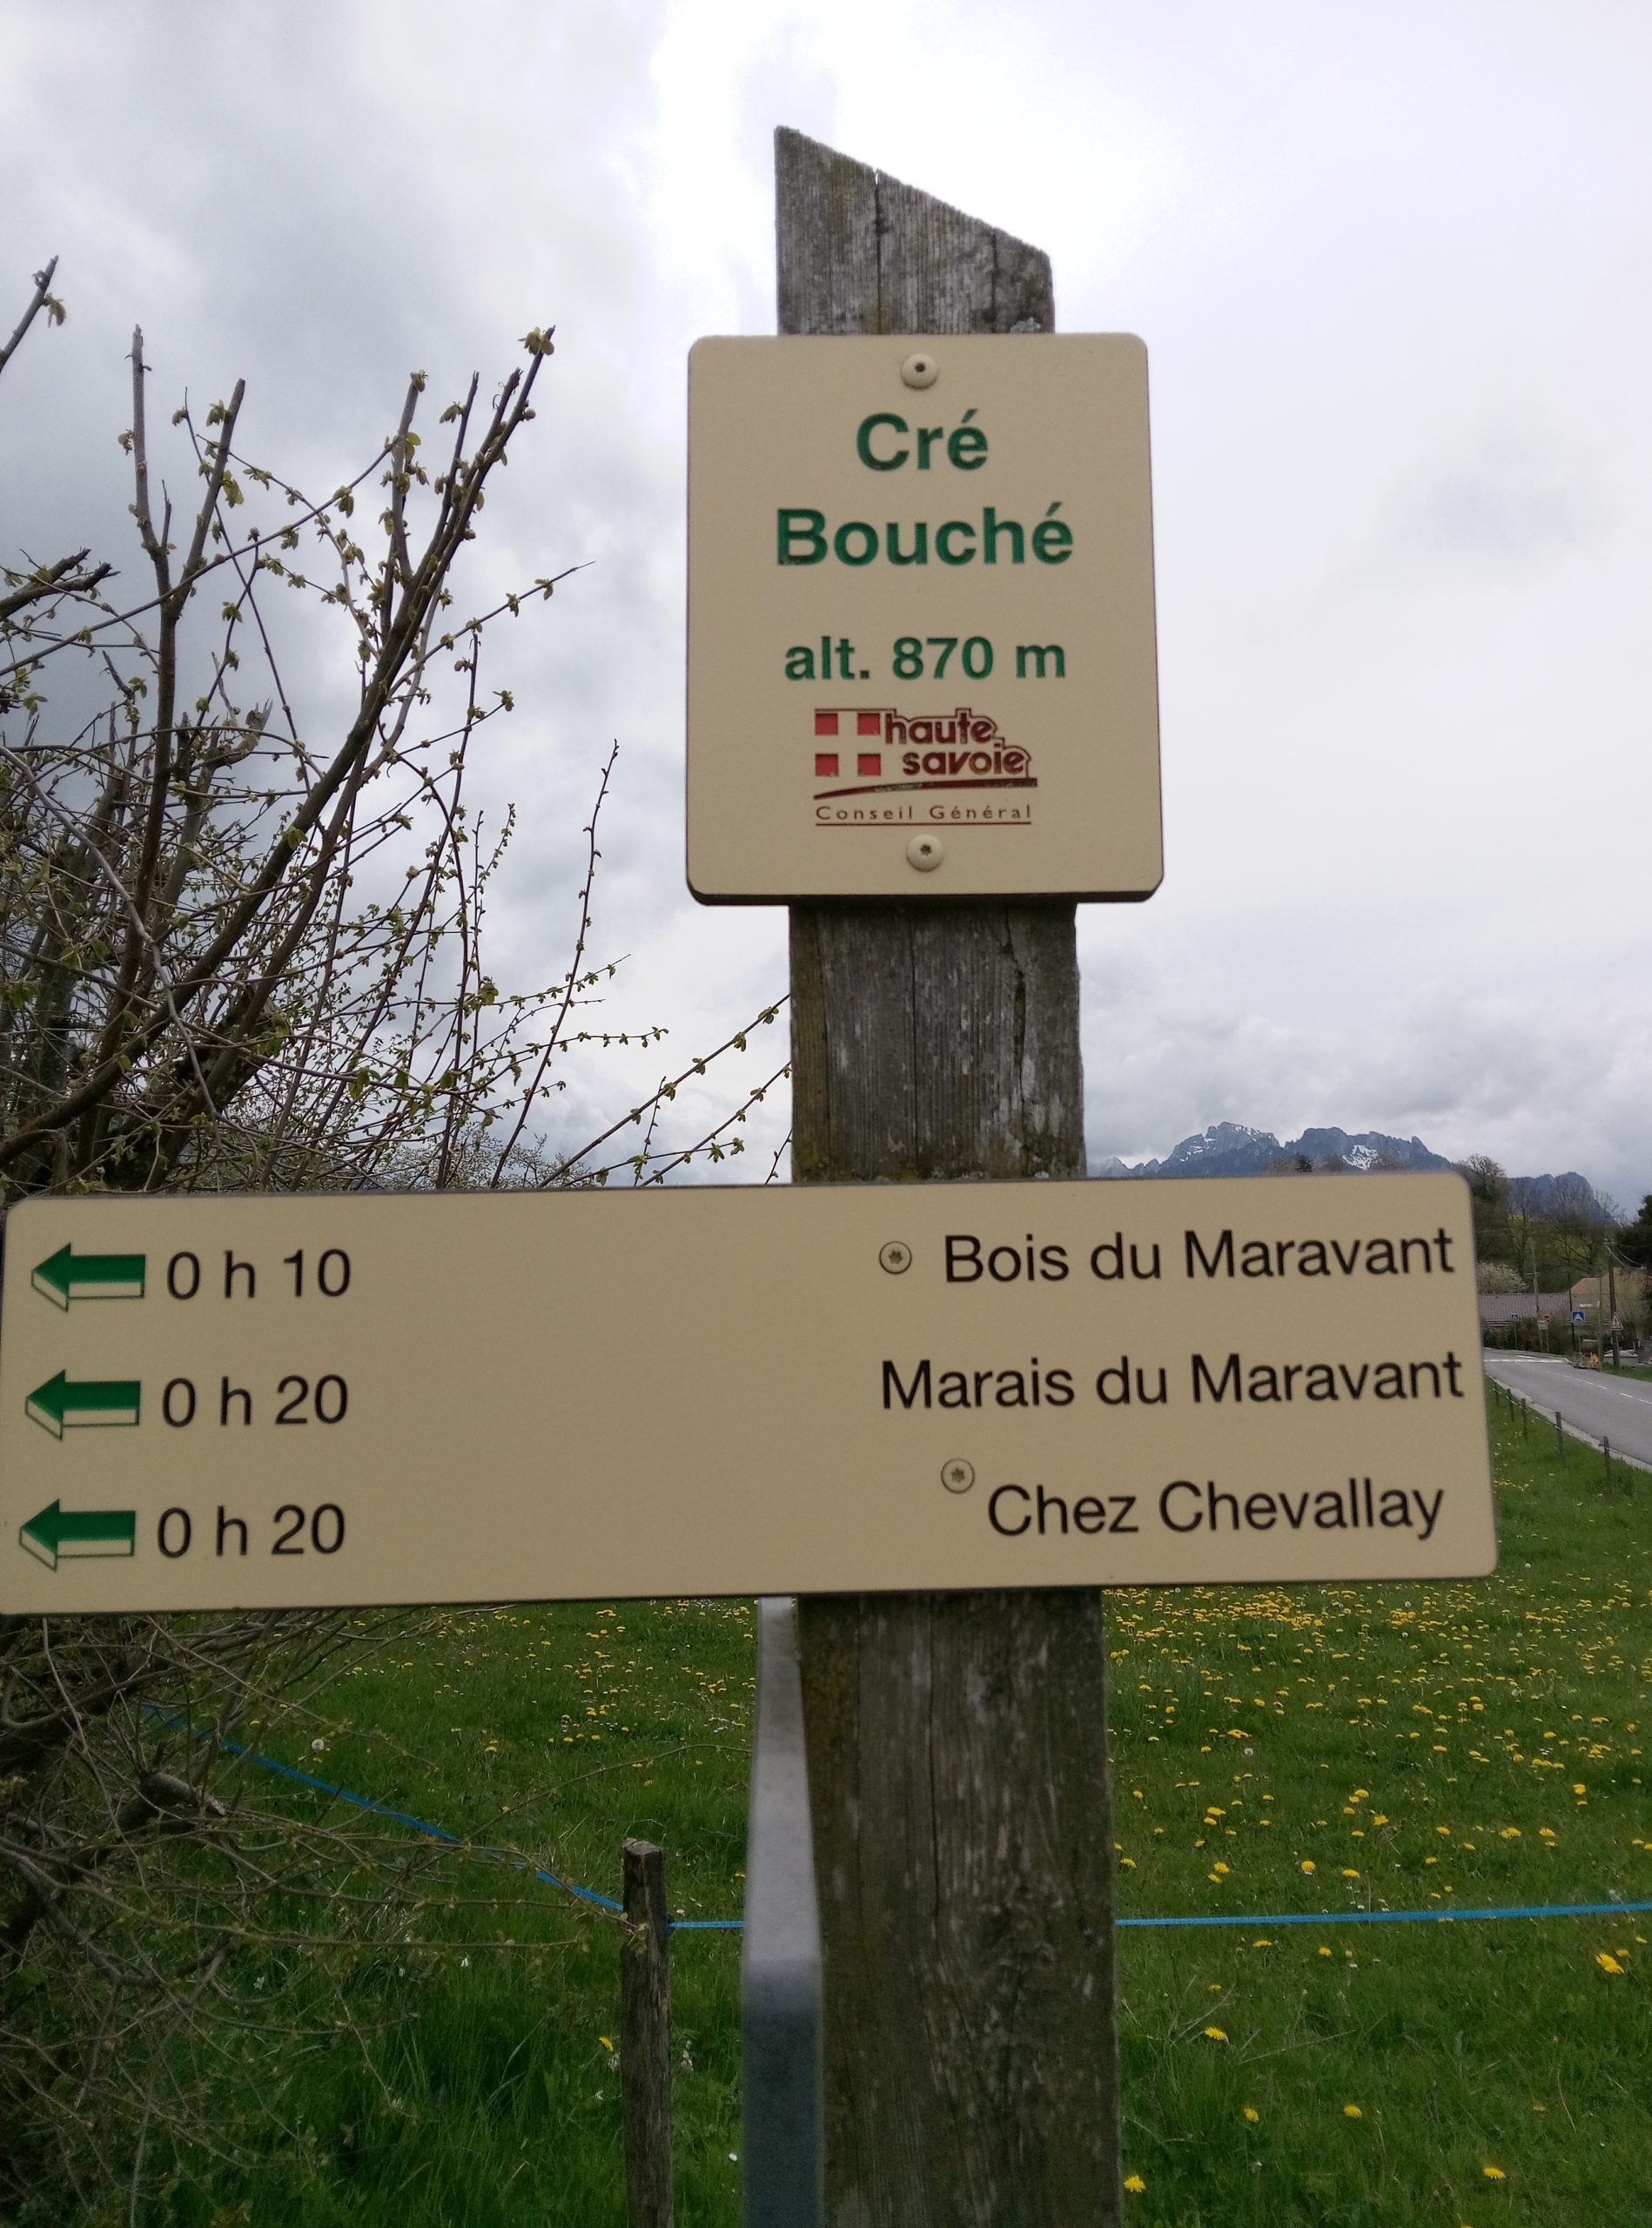 Cré
Bouché
alt. 870 m
haute
savoie
Conseil Général
0 h 10 Bois du Maravant
0 h 20 Marais du Maravant
0 h 20 Chez Chevallay